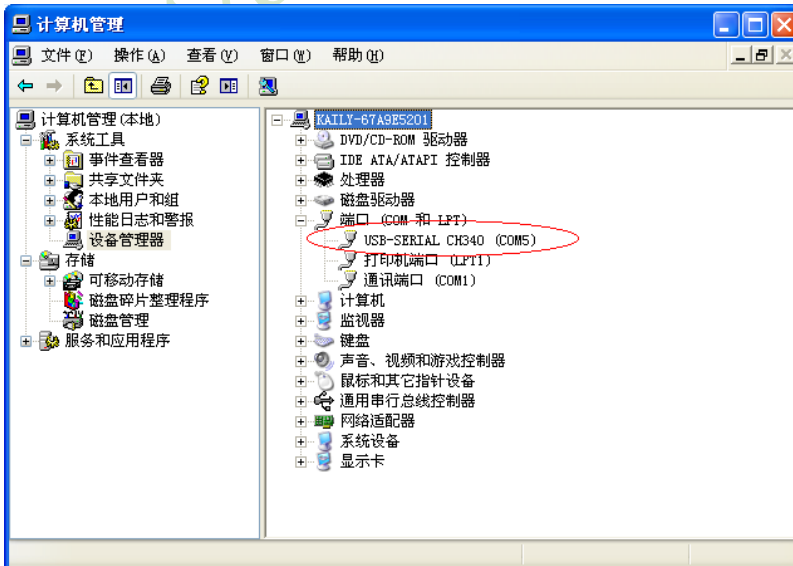 计算机管理
文件(F) 操作(A) 查看(V) 窗口(W) 帮助(H)
计算机管理(本地)
系统工具
事件查看器
共享文件夹
本地用户和组
性能日志和警报
设备管理器
存储
可移动存储
磁盘碎片整理程序
磁盘管理
服务和应用程序
KAILY-67A9E5201
DVD/CD-ROM 驱动器
IDE ATA/ATAPI 控制器
处理器
磁盘驱动器
端口 (COM 和 LPT)
USB-SERIAL CH340 (COM5)
打印机端口 (LPT1)
通讯端口 (COM1)
计算机
监视器
键盘
声音、视频和游戏控制器
鼠标和其它指针设备
通用串行总线控制器
网络适配器
系统设备
显示卡